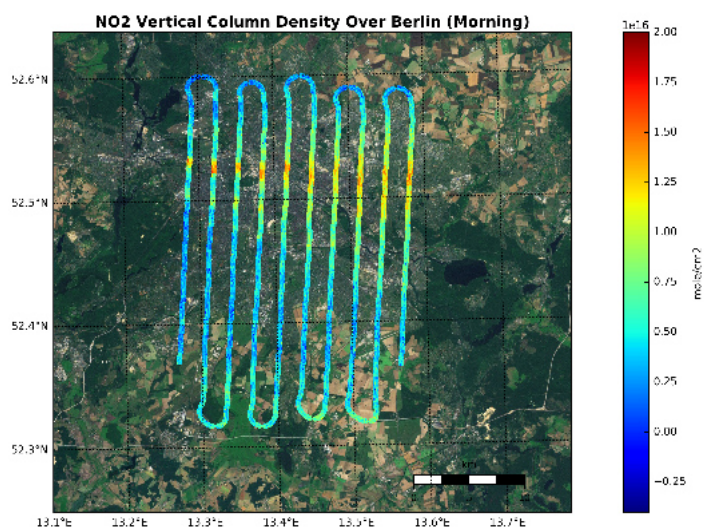 NO2 Vertical Column Density Over Berlin (Morning)
1e16
2.00
1.75
1.50
1.25
1.00
0.75
0.50
0.25
0.00
−0.25
molec/cm2
52.6°N
52.5°N
52.4°N
52.3°N
km
13.1°E
13.2°E
13.3°E
13.4°E
13.5°E
13.6°E
13.7°E